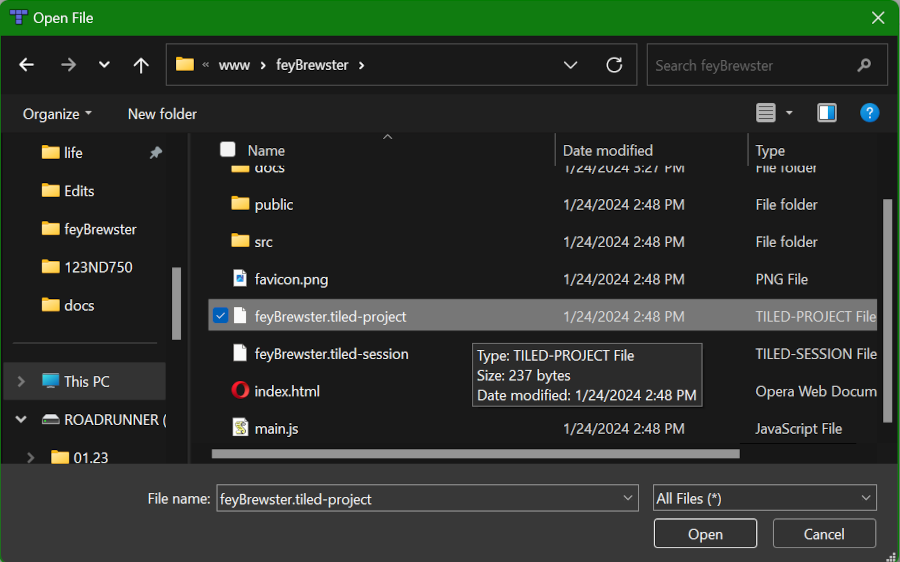 Open File
« www > feyBrewster >
Search feyBrewster
Organize
New folder
life
Edits
feyBrewster
123ND750
docs
This PC
ROADRUNNER (
01.23
Name Date modified Type
docs 1/24/2024 3:27 PM File folder
public 1/24/2024 2:48 PM File folder
src 1/24/2024 2:48 PM File folder
favicon.png 1/24/2024 2:48 PM PNG File
feyBrewster.tiled-project 1/24/2024 2:48 PM TILED-PROJECT File
feyBrewster.tiled-session TILED-SESSION File
Type: TILED-PROJECT File
Size: 237 bytes
Date modified: 1/24/2024 2:48 PM
index.html Opera Web Docum
main.js 1/24/2024 2:48 PM JavaScript File
File name: feyBrewster.tiled-project
All Files (*)
Open
Cancel